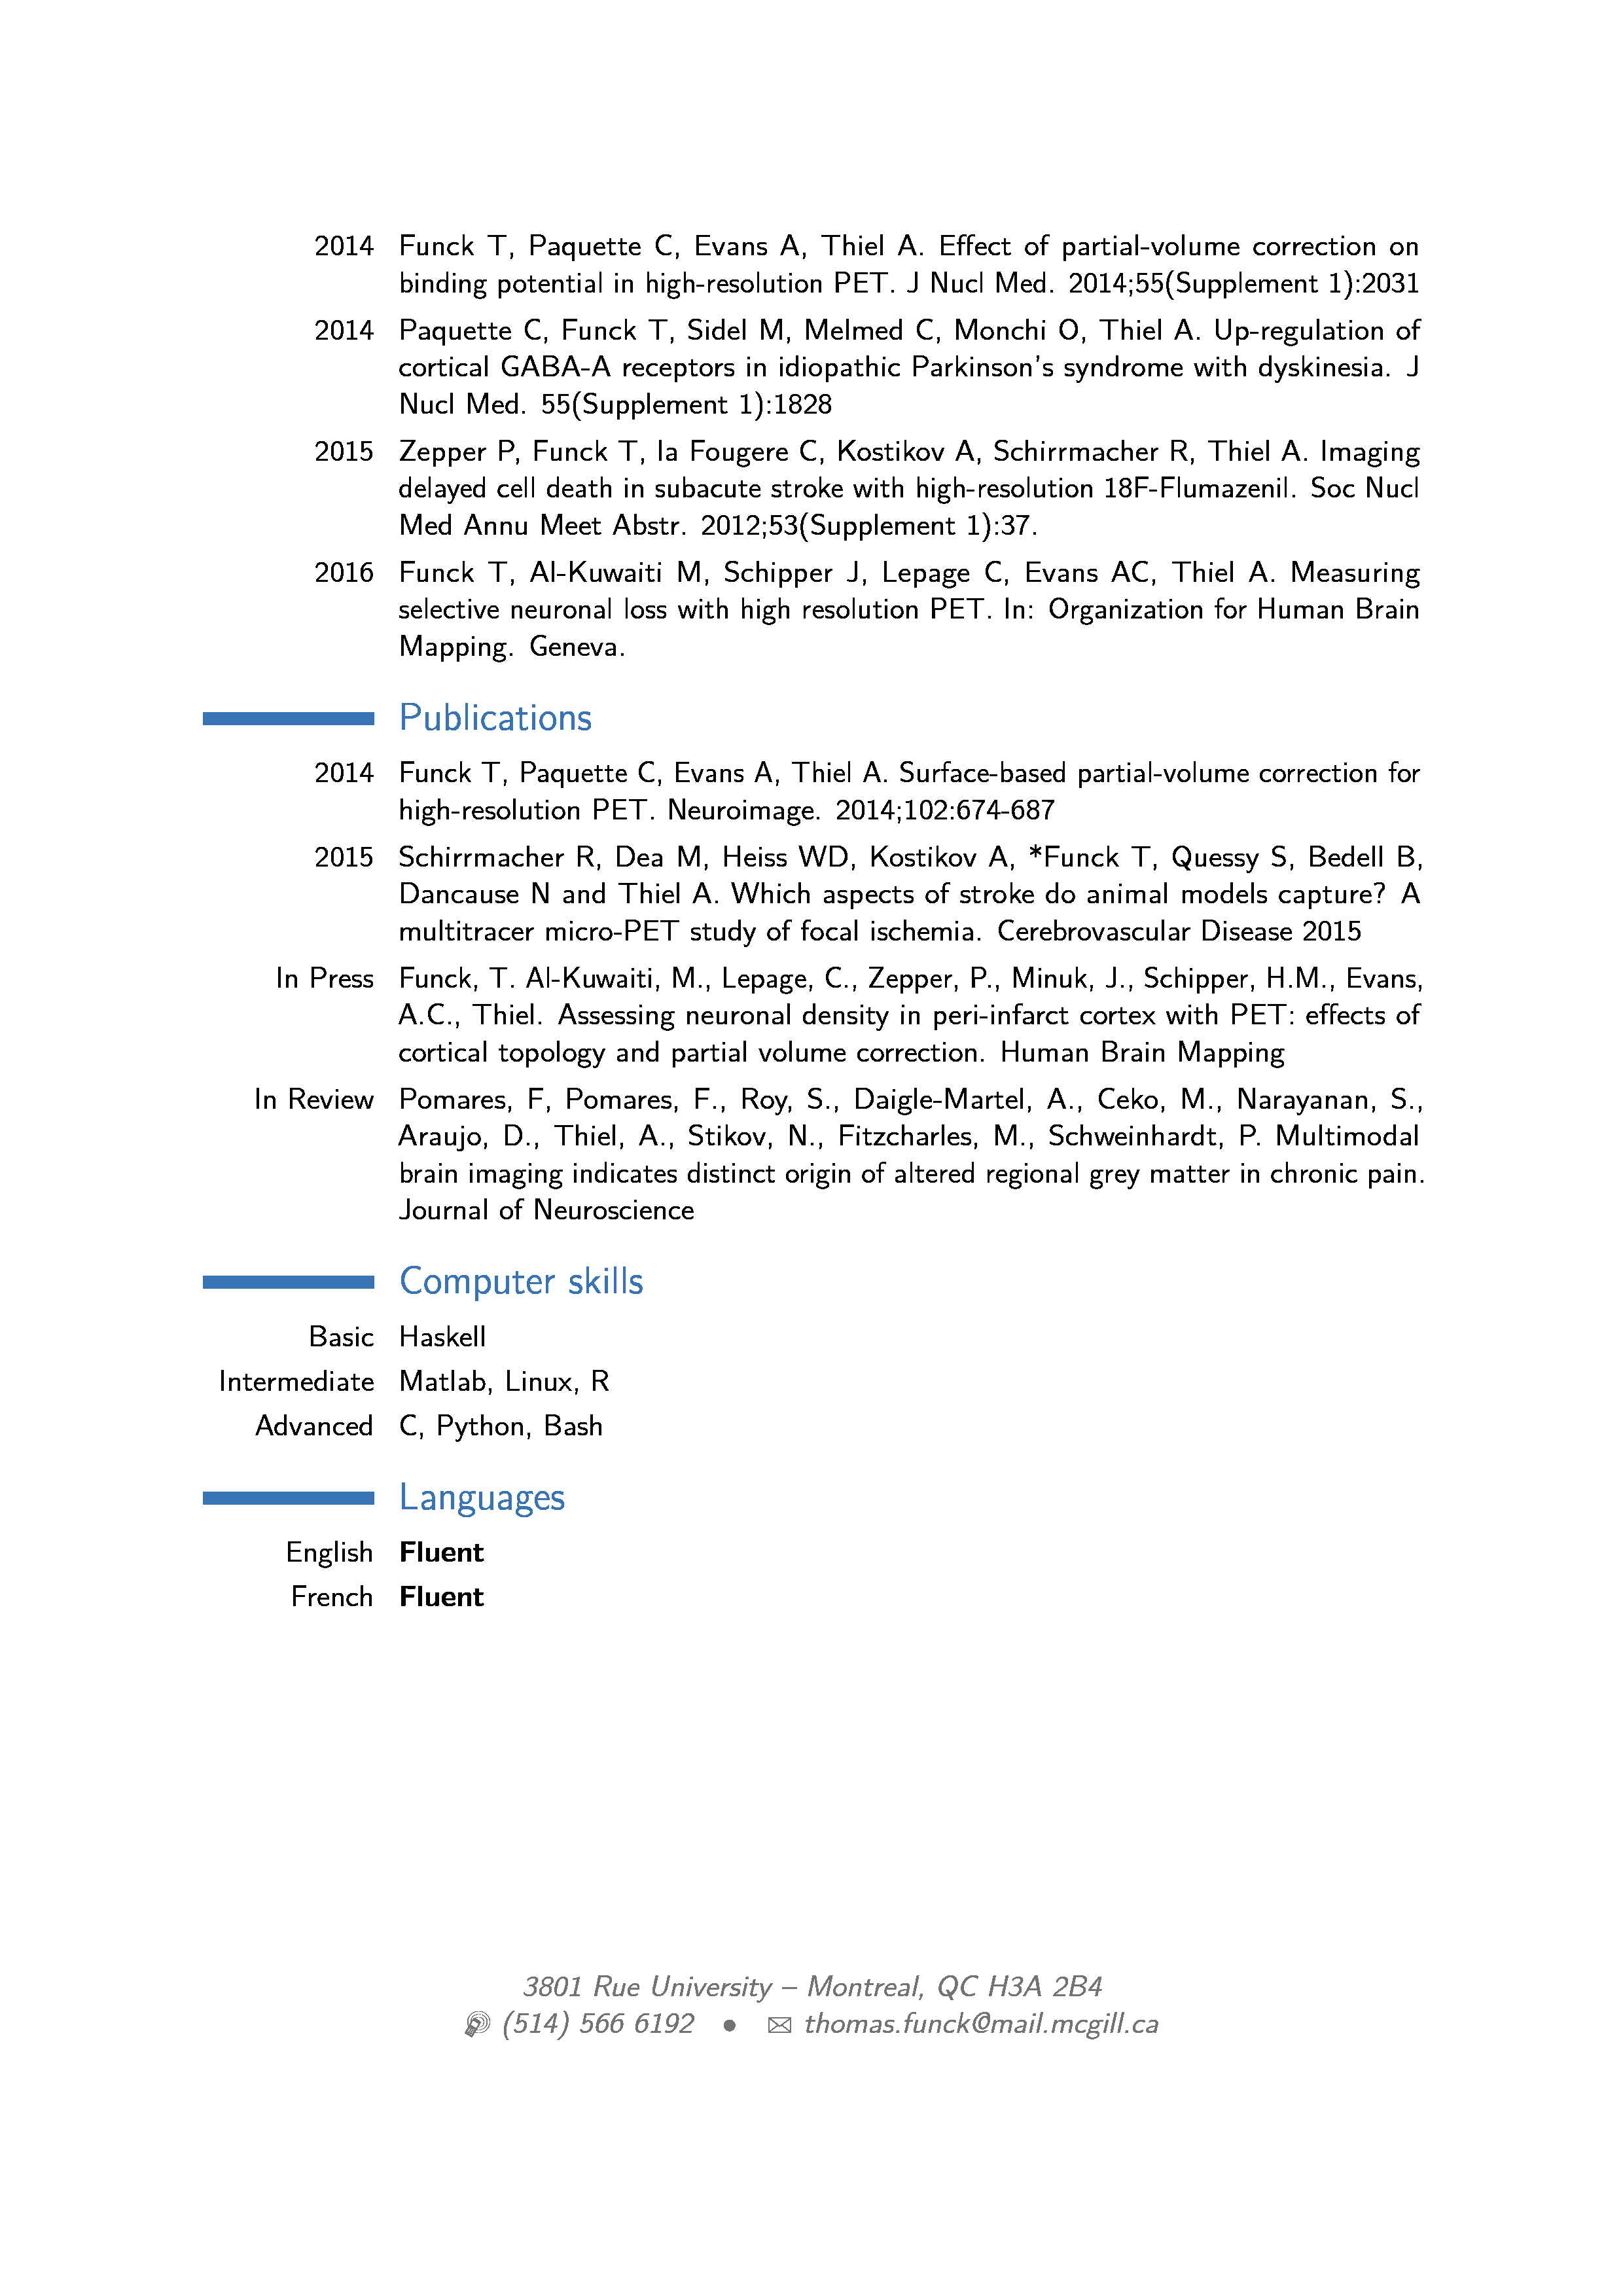 2014 Funck T, Paquette C, Evans A, Thiel A. Effect of partial-volume correction on
binding potential in high-resolution PET. J Nucl Med. 2014;55(Supplement 1):2031
2014 Paquette C, Funck T, Sidel M, Melmed C, Monchi O, Thiel A. Up-regulation of
cortical GABA-A receptors in idiopathic Parkinson's syndrome with dyskinesia. J
Nucl Med. 55(Supplement 1):1828
2015 Zepper P, Funck T, la Fougere C, Kostikov A, Schirrmacher R, Thiel A. Imaging
delayed cell death in subacute stroke with high-resolution 18F-Flumazenil. Soc Nucl
Med Annu Meet Abstr. 2012;53(Supplement 1):37.
2016 Funck T, Al-Kuwaiti M, Schipper J, Lepage C, Evans AC, Thiel A. Measuring
selective neuronal loss with high resolution PET. In: Organization for Human Brain
Mapping. Geneva.
Publications
2014 Funck T, Paquette C, Evans A, Thiel A. Surface-based partial-volume correction for
high-resolution PET. Neuroimage. 2014;102:674-687
2015 Schirrmacher R, Dea M, Heiss WD, Kostikov A, *Funck T, Quessy S, Bedell B,
Dancause N and Thiel A. Which aspects of stroke do animal models capture? A
multitracer micro-PET study of focal ischemia. Cerebrovascular Disease 2015
In Press Funck, T. Al-Kuwaiti, M., Lepage, C., Zepper, P., Minuk, J., Schipper, H.M., Evans,
A.C., Thiel. Assessing neuronal density in peri-infarct cortex with PET: effects of
cortical topology and partial volume correction. Human Brain Mapping
In Review Pomares, F, Pomares, F., Roy, S., Daigle-Martel, A., Ceko, M., Narayanan, S.,
Araujo, D., Thiel, A., Stikov, N., Fitzcharles, M., Schweinhardt, P. Multimodal
brain imaging indicates distinct origin of altered regional grey matter in chronic pain.
Journal of Neuroscience
Computer skills
Basic Haskell
Intermediate Matlab, Linux, R
Advanced C, Python, Bash
Languages
English Fluent
French Fluent
3801 Rue University – Montreal, QC H3A 2B4
(514) 566 6192 • thomas.funck@mail.mcgill.ca